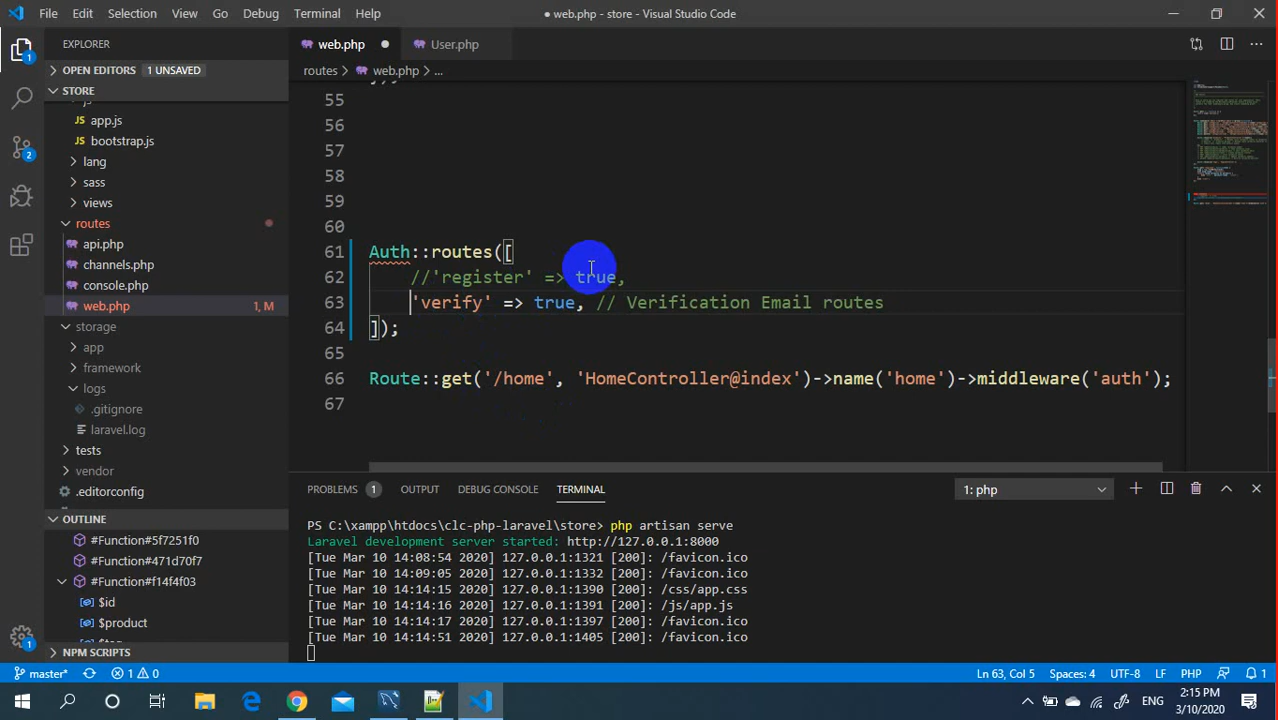 File Edit Selection View Go Debug Terminal Help
● web.php - store - Visual Studio Code
EXPLORER
OPEN EDITORS 1 UNSAVED
STORE
js
app.js
bootstrap.js
lang
sass
views
routes
api.php
channels.php
console.php
web.php 1, M
storage
app
framework
logs
.gitignore
laravel.log
tests
vendor
.editorconfig
OUTLINE
#Function#5f7251f0
#Function#471d70f7
#Function#f14f4f03
$id
$product
NPM SCRIPTS
web.php ● User.php
routes > web.php > ...
55
56
57
58
59
60
61 Auth::routes([
62 //'register' => true,
63 'verify' => true, // Verification Email routes
64 ]);
65
66 Route::get('/home', 'HomeController@index')->name('home')->middleware('auth');
67
PROBLEMS 1 OUTPUT DEBUG CONSOLE TERMINAL 1: php
PS C:\xampp\htdocs\clc-php-laravel\store> php artisan serve
Laravel development server started: http://127.0.0.1:8000
[Tue Mar 10 14:08:54 2020] 127.0.0.1:1321 [200]: /favicon.ico
[Tue Mar 10 14:09:05 2020] 127.0.0.1:1332 [200]: /favicon.ico
[Tue Mar 10 14:14:15 2020] 127.0.0.1:1390 [200]: /css/app.css
[Tue Mar 10 14:14:16 2020] 127.0.0.1:1391 [200]: /js/app.js
[Tue Mar 10 14:14:17 2020] 127.0.0.1:1397 [200]: /favicon.ico
[Tue Mar 10 14:14:51 2020] 127.0.0.1:1405 [200]: /favicon.ico
master* 1 0 Ln 63, Col 5 Spaces: 4 UTF-8 LF PHP 1
ENG 2:15 PM
3/10/2020